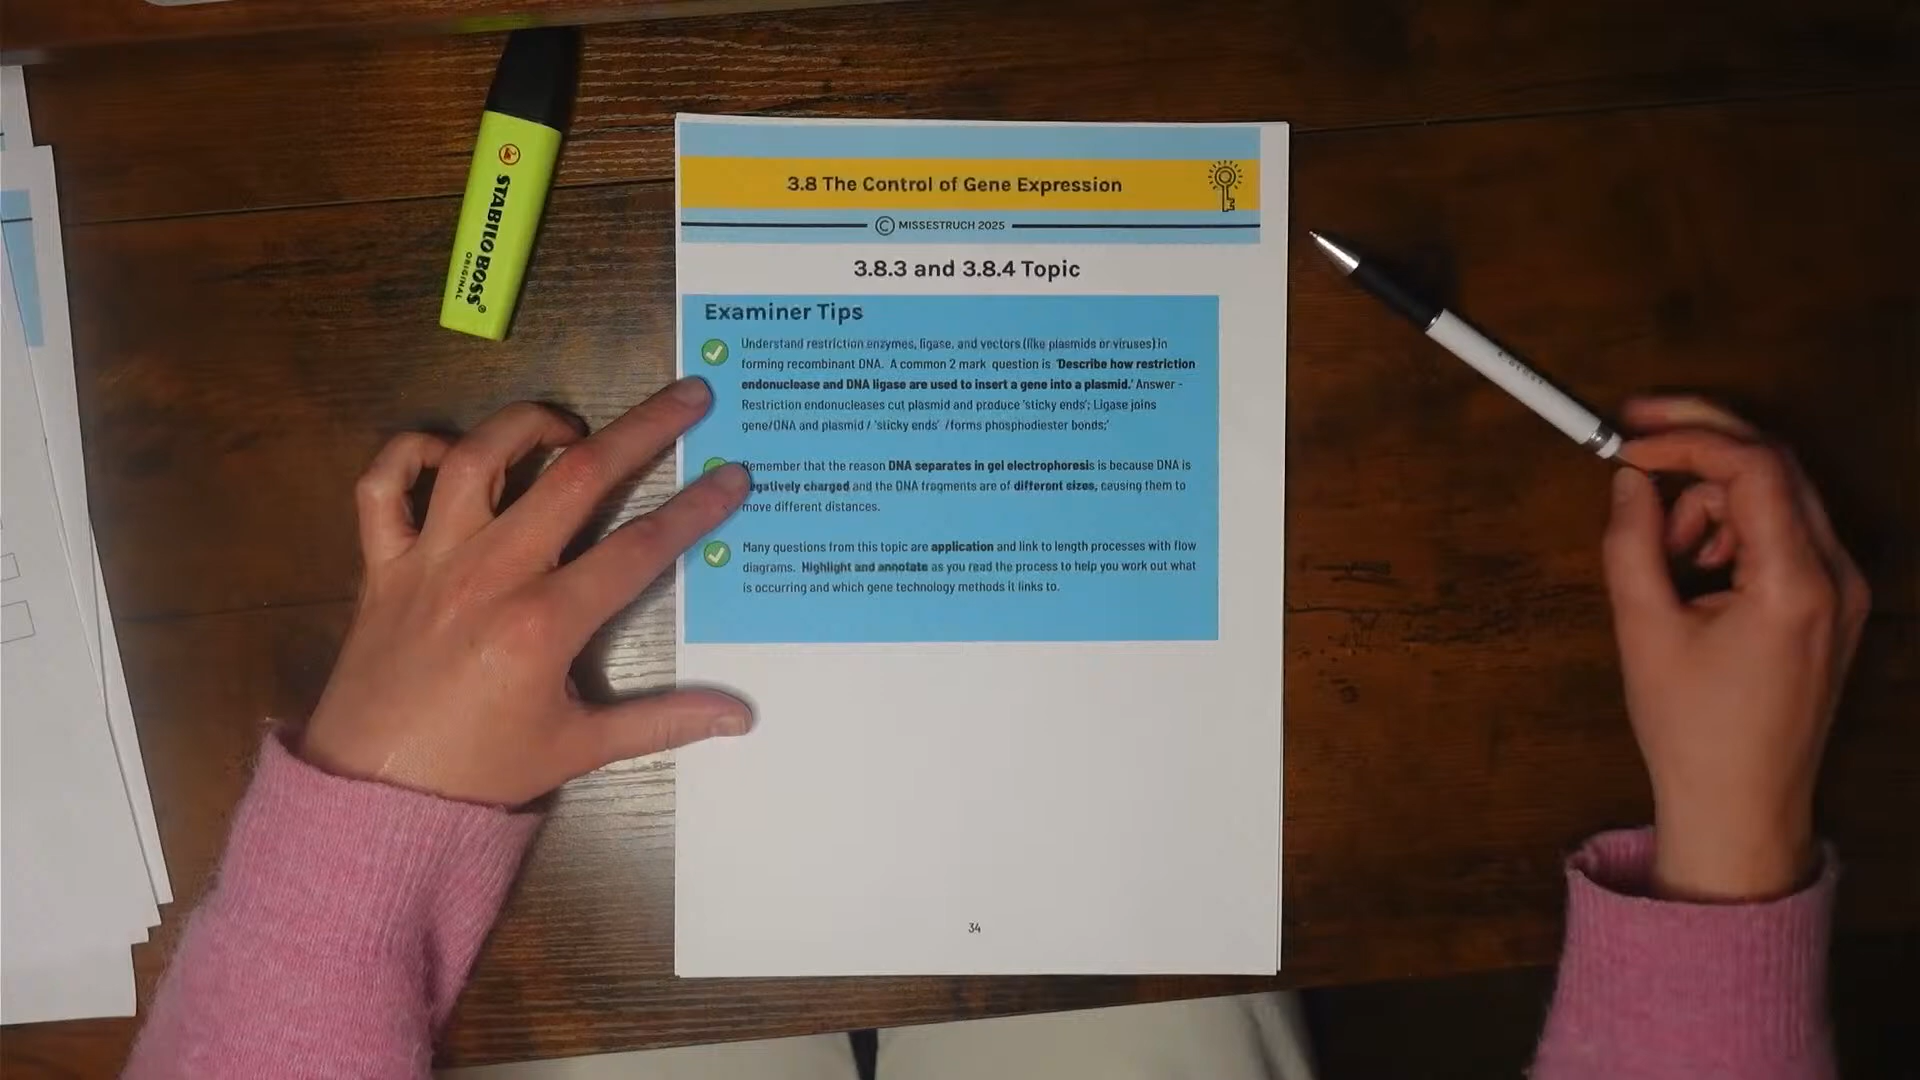 STABILO BOSS®
ORIGINAL
3.8 The Control of Gene Expression
© MISSESTRUCH 2025
3.8.3 and 3.8.4 Topic
Examiner Tips
Understand restriction enzymes, ligase, and vectors (like plasmids or viruses) in
forming recombinant DNA. A common 2 mark question is 'Describe how restriction
endonuclease and DNA ligase are used to insert a gene into a plasmid.' Answer -
Restriction endonucleases cut plasmid and produce 'sticky ends'; Ligase joins
gene/DNA and plasmid / 'sticky ends' /forms phosphodiester bonds;'
Remember that the reason DNA separates in gel electrophoresis is because DNA is
egatively charged and the DNA fragments are of different sizes, causing them to
move different distances.
Many questions from this topic are application and link to length processes with flow
diagrams. Highlight and annotate as you read the process to help you work out what
is occurring and which gene technology methods it links to.
34